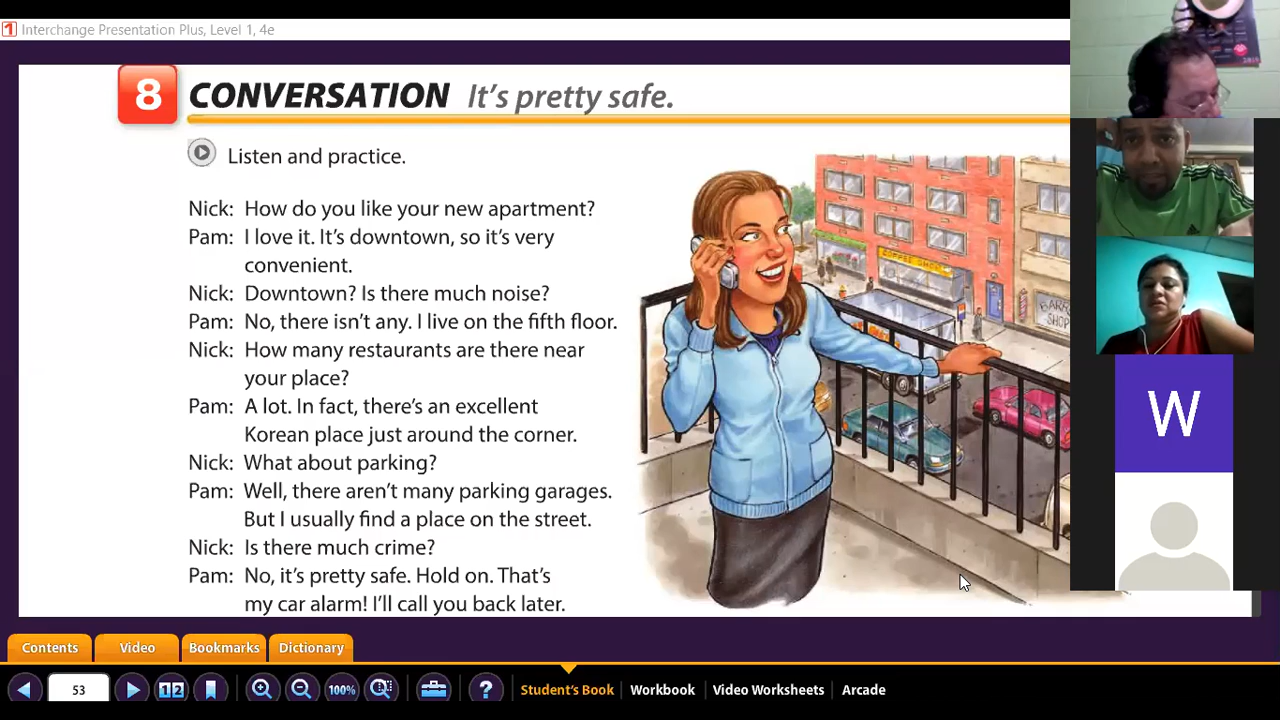 Interchange Presentation Plus, Level 1, 4e
8 CONVERSATION It's pretty safe.
Listen and practice.
Nick: How do you like your new apartment?
Pam: I love it. It's downtown, so it's very
convenient.
Nick: Downtown? Is there much noise?
Pam: No, there isn't any. I live on the fifth floor.
Nick: How many restaurants are there near
your place?
Pam: A lot. In fact, there's an excellent
Korean place just around the corner.
Nick: What about parking?
Pam: Well, there aren't many parking garages.
But I usually find a place on the street.
Nick: Is there much crime?
Pam: No, it's pretty safe. Hold on. That's
my car alarm! I'll call you back later.
COFFEE SHOP
SHOP
W
Contents Video Bookmarks Dictionary
53 12 100% ? Student's Book Workbook Video Worksheets Arcade